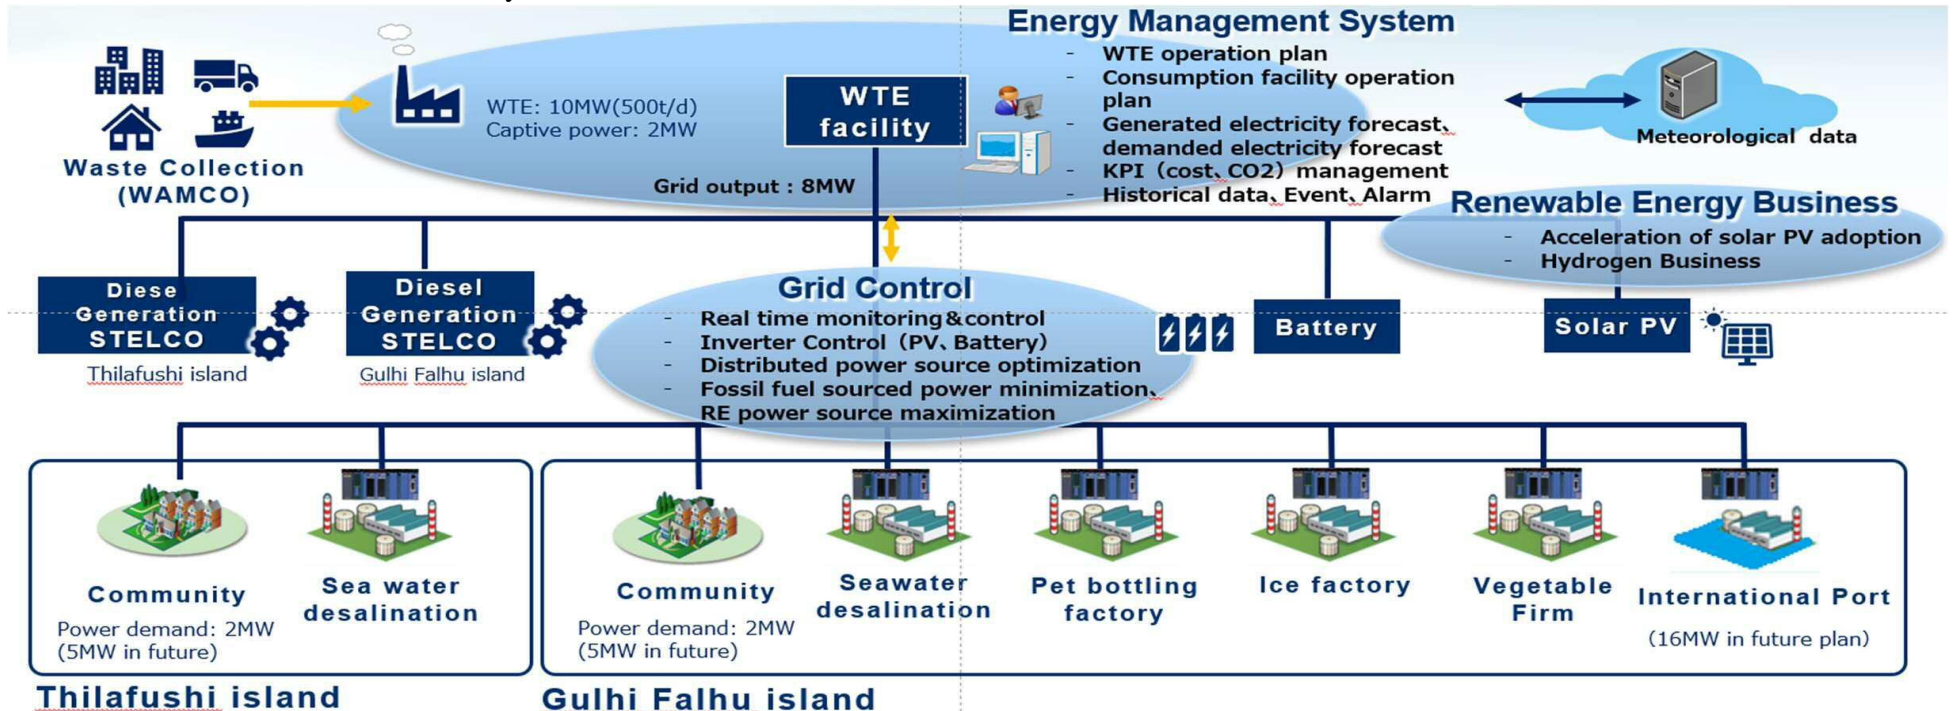 Energy Management System
- WTE operation plan
- Consumption facility operation
plan
- Generated electricity forecast、
demanded electricity forecast
- KPI（cost、CO2）management
- Historical data、Event、Alarm
WTE: 10MW(500t/d)
Captive power: 2MW
WTE
facility
Meteorological data
Waste Collection
(WAMCO)
Grid output : 8MW
Renewable Energy Business
- Acceleration of solar PV adoption
- Hydrogen Business
Diese
Generation
STELCO
Thilafushi island
Diesel
Generation
STELCO
Gulhi Falhu island
Grid Control
- Real time monitoring&control
- Inverter Control（PV、Battery）
- Distributed power source optimization
- Fossil fuel sourced power minimization、
RE power source maximization
Battery
Solar PV
Community
Power demand: 2MW
(5MW in future)
Sea water
desalination
Community
Power demand: 2MW
(5MW in future)
Seawater
desalination
Pet bottling
factory
Ice factory
Vegetable
Firm
International Port
(16MW in future plan)
Thilafushi island
Gulhi Falhu island